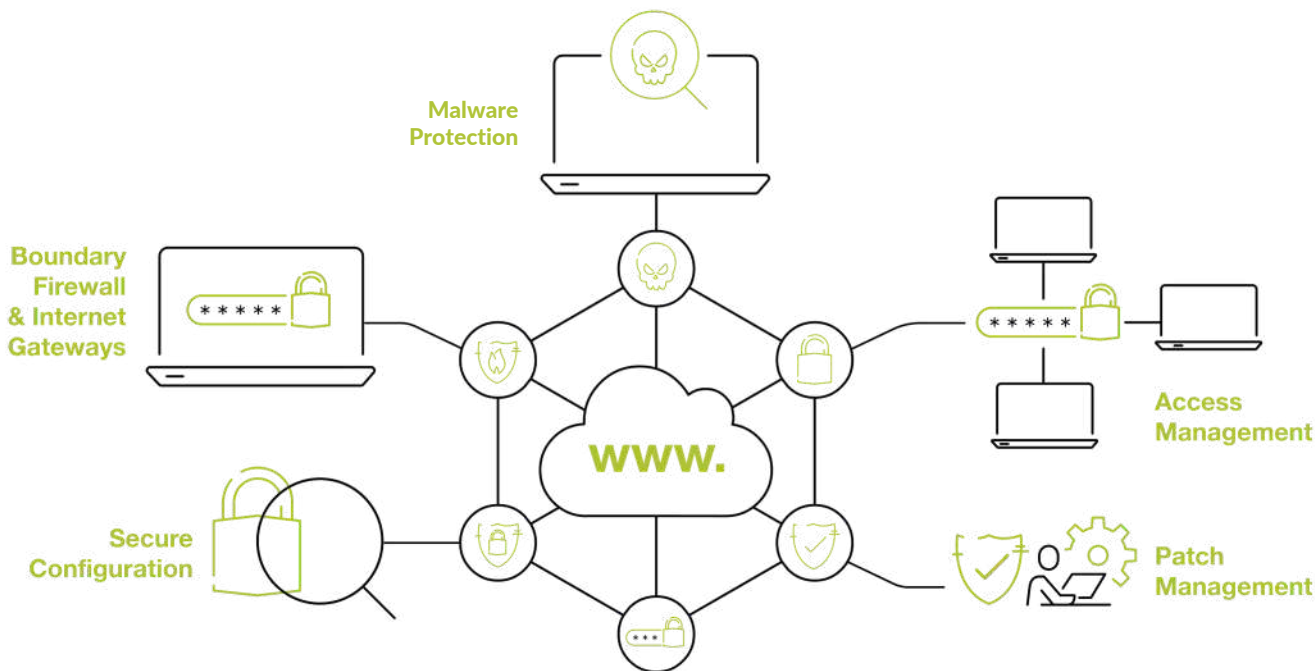 Malware
Protection
Boundary
Firewall
& Internet
Gateways
*****
*****
Access
Management
www.
Secure
Configuration
Patch
Management
***